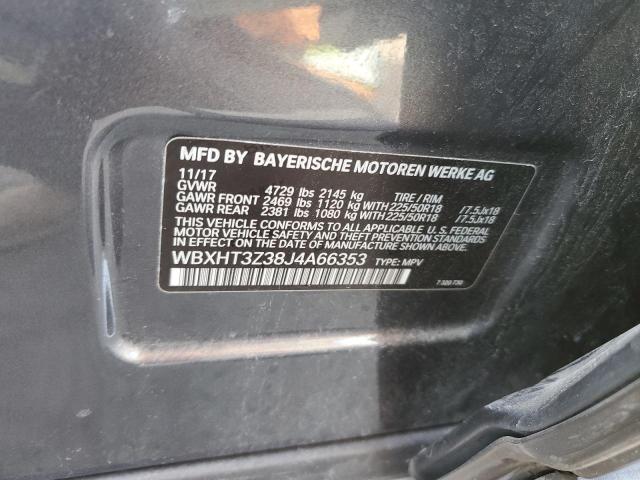 MFD BY BAYERISCHE MOTOREN WERKE AG
11/17
GVWR 4729 lbs 2145 kg TIRE / RIM
GAWR FRONT 2469 lbs 1120 kg WITH 225/50R18 /7.5Jx18
GAWR REAR 2381 lbs 1080 kg WITH 225/50R18 /7.5Jx18
THIS VEHICLE CONFORMS TO ALL APPLICABLE U.S. FEDERAL
MOTOR VEHICLE SAFETY AND THEFT PREVENTION STANDARDS
IN EFFECT ON THE DATE OF MANUFACTURE SHOWN ABOVE.
WBXHT3Z38J4A66353 TYPE: MPV